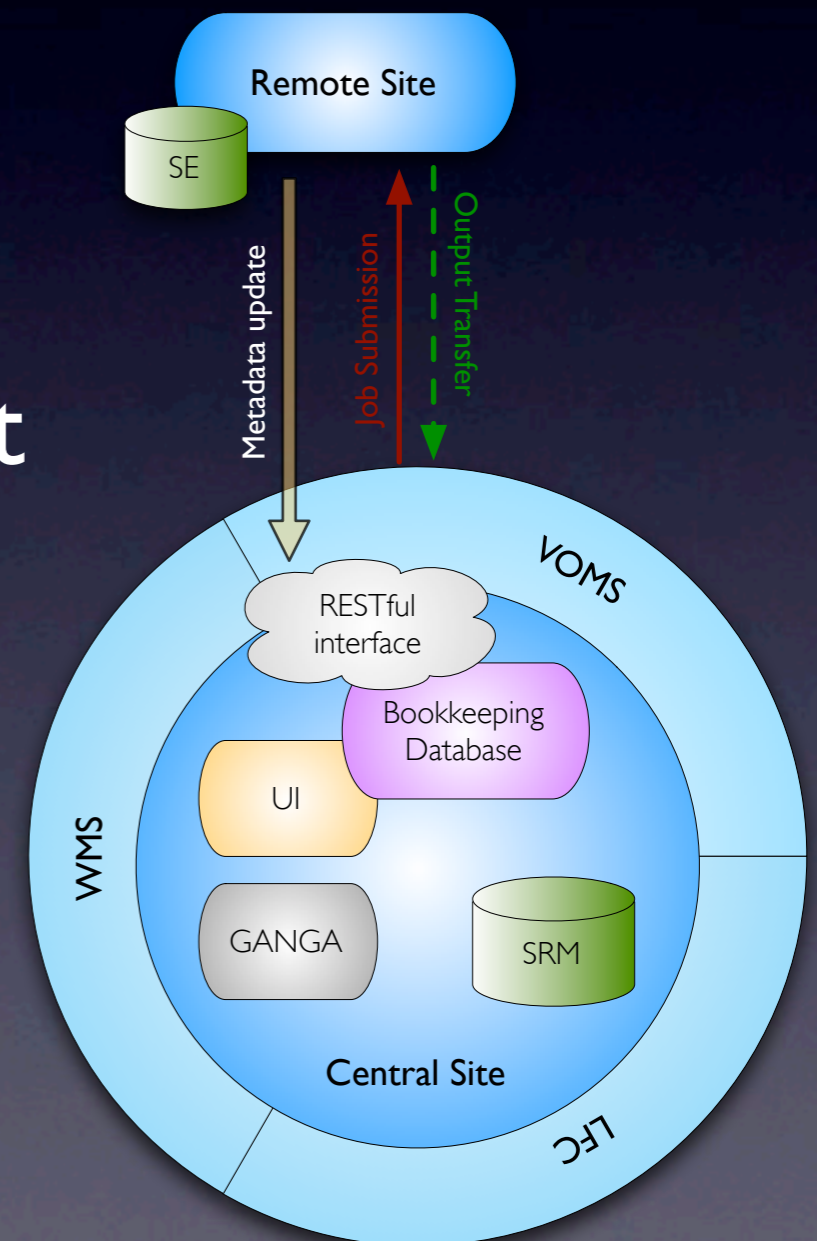 Remote Site
SE
Metadata update
Job Submission
Output Transfer
t
VOMS
RESTful
interface
Bookkeeping
Database
UI
WMS
GANGA
SRM
Central Site
LFC